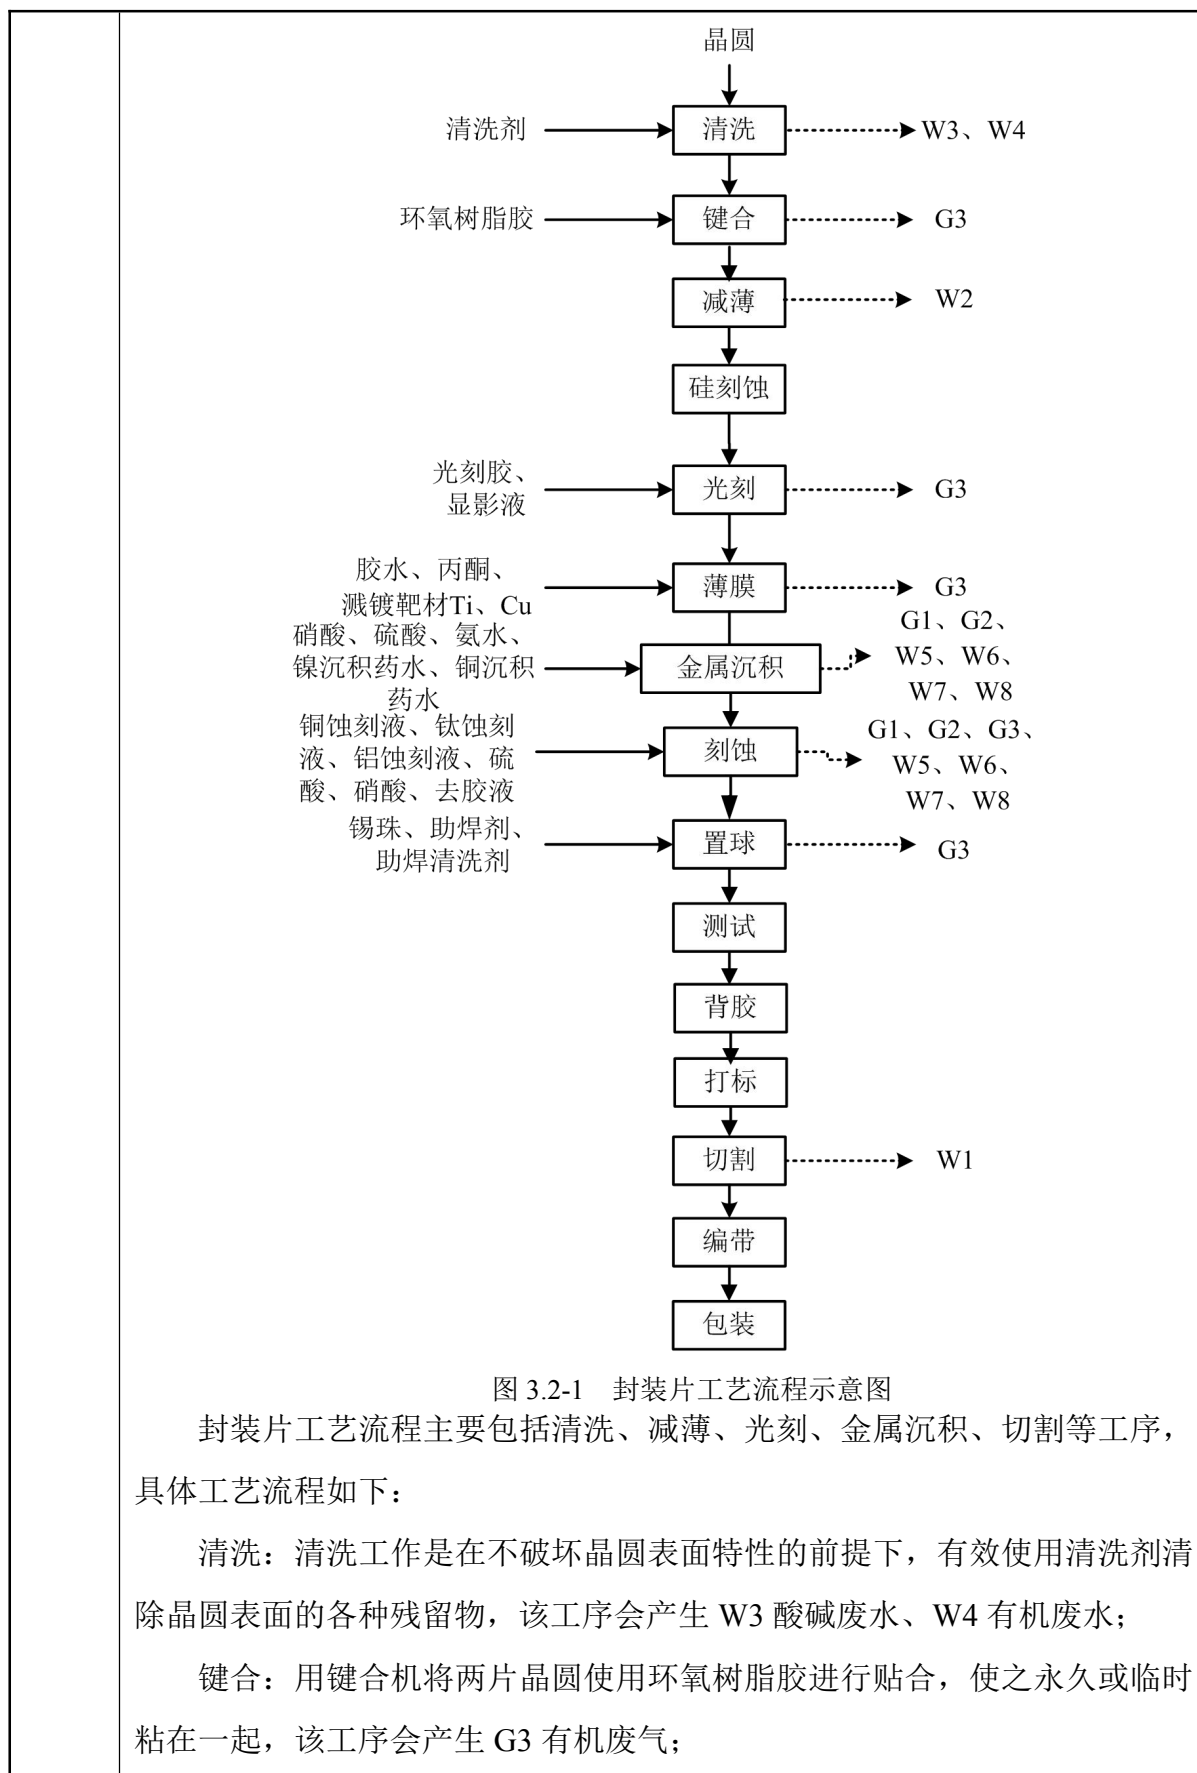 晶圆
清洗剂
清洗
W3、W4
环氧树脂胶
键合
G3
减薄
W2
硅刻蚀
光刻胶、
显影液
光刻
G3
胶水、丙酮、
溅镀靶材Ti、Cu
薄膜
G3
硝酸、硫酸、氨水、
镍沉积药水、铜沉积
药水
金属沉积
G1、G2、
W5、W6、
W7、W8
铜蚀刻液、钛蚀刻
液、铝蚀刻液、硫
酸、硝酸、去胶液
刻蚀
G1、G2、G3、
W5、W6、
W7、W8
锡珠、助焊剂、
助焊清洗剂
置球
G3
测试
背胶
打标
切割
W1
编带
包装
图 3.2-1 封装片工艺流程示意图
封装片工艺流程主要包括清洗、减薄、光刻、金属沉积、切割等工序，
具体工艺流程如下：
清洗：清洗工作是在不破坏晶圆表面特性的前提下，有效使用清洗剂清
除晶圆表面的各种残留物，该工序会产生 W3 酸碱废水、W4 有机废水；
键合：用键合机将两片晶圆使用环氧树脂胶进行贴合，使之永久或临时
粘在一起，该工序会产生 G3 有机废气；